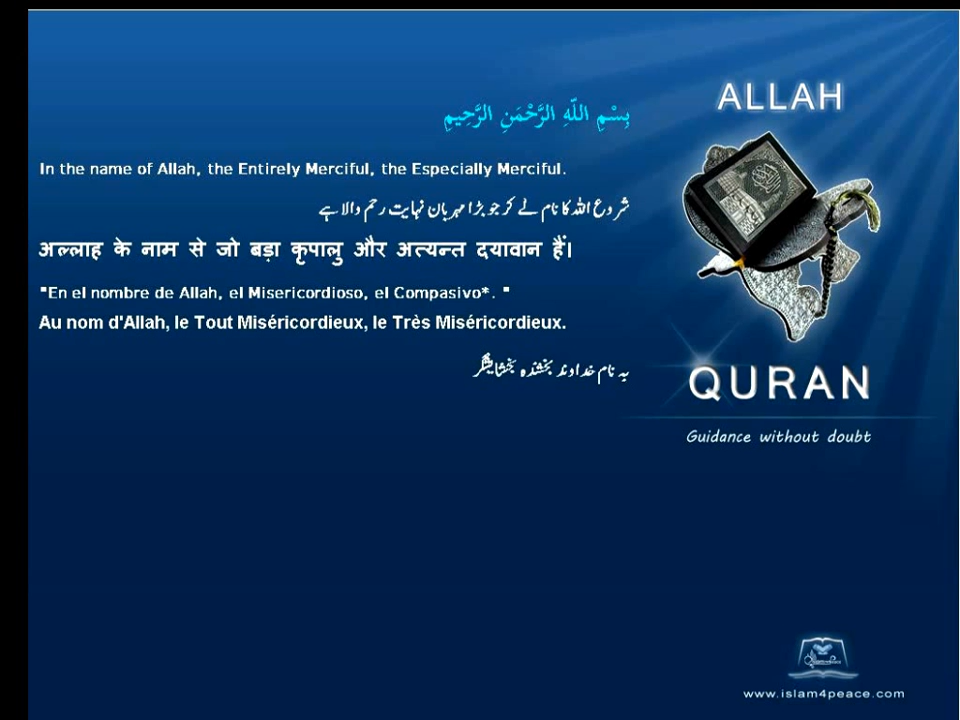 بِسْمِ اللّهِ الرَّحْمَنِ الرَّحِيمِ
In the name of Allah, the Entirely Merciful, the Especially Merciful.
شروع اللہ کا نام لے کر جو بڑا مہربان نہایت رحم والا ہے
अल्लाह के नाम से जो बड़ा कृपालु और अत्यन्त दयावान हैं।
"En el nombre de Allah, el Misericordioso, el Compasivo*. "
Au nom d'Allah, le Tout Miséricordieux, le Très Miséricordieux.
به نام خداوند بخشنده بخشایشگر
ALLAH
QURAN
Guidance without doubt
www.islam4peace.com